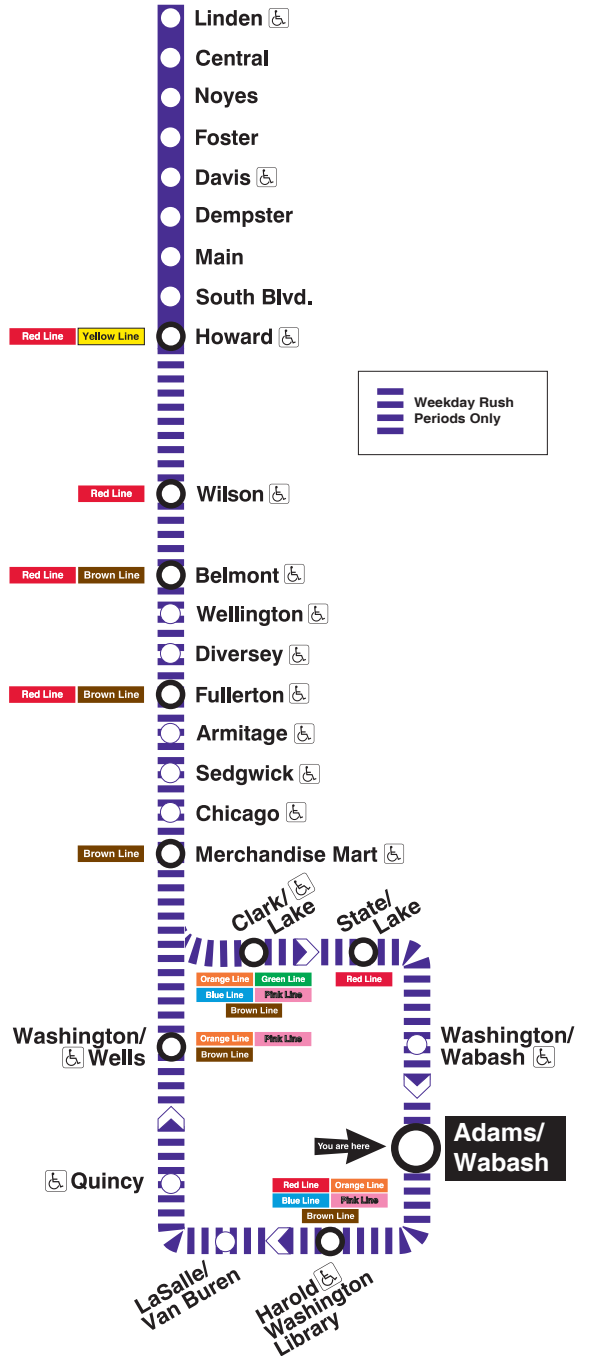 Linden
Central
Noyes
Foster
Davis
Dempster
Main
South Blvd.
Red Line Yellow Line Howard
Weekday Rush
Periods Only
Red Line Wilson
Red Line Brown Line Belmont
Wellington
Diversey
Red Line Brown Line Fullerton
Armitage
Sedgwick
Chicago
Brown Line Merchandise Mart
Clark/
Lake
State/
Lake
Orange Line Green Line
Blue Line Pink Line
Brown Line
Red Line
Washington/
Wells
Orange Line Pink Line
Brown Line
Washington/
Wabash
You are here
Adams/
Wabash
Quincy
Red Line Orange Line
Blue Line Pink Line
Brown Line
LaSalle/
Van Buren
Harold
Washington
Library